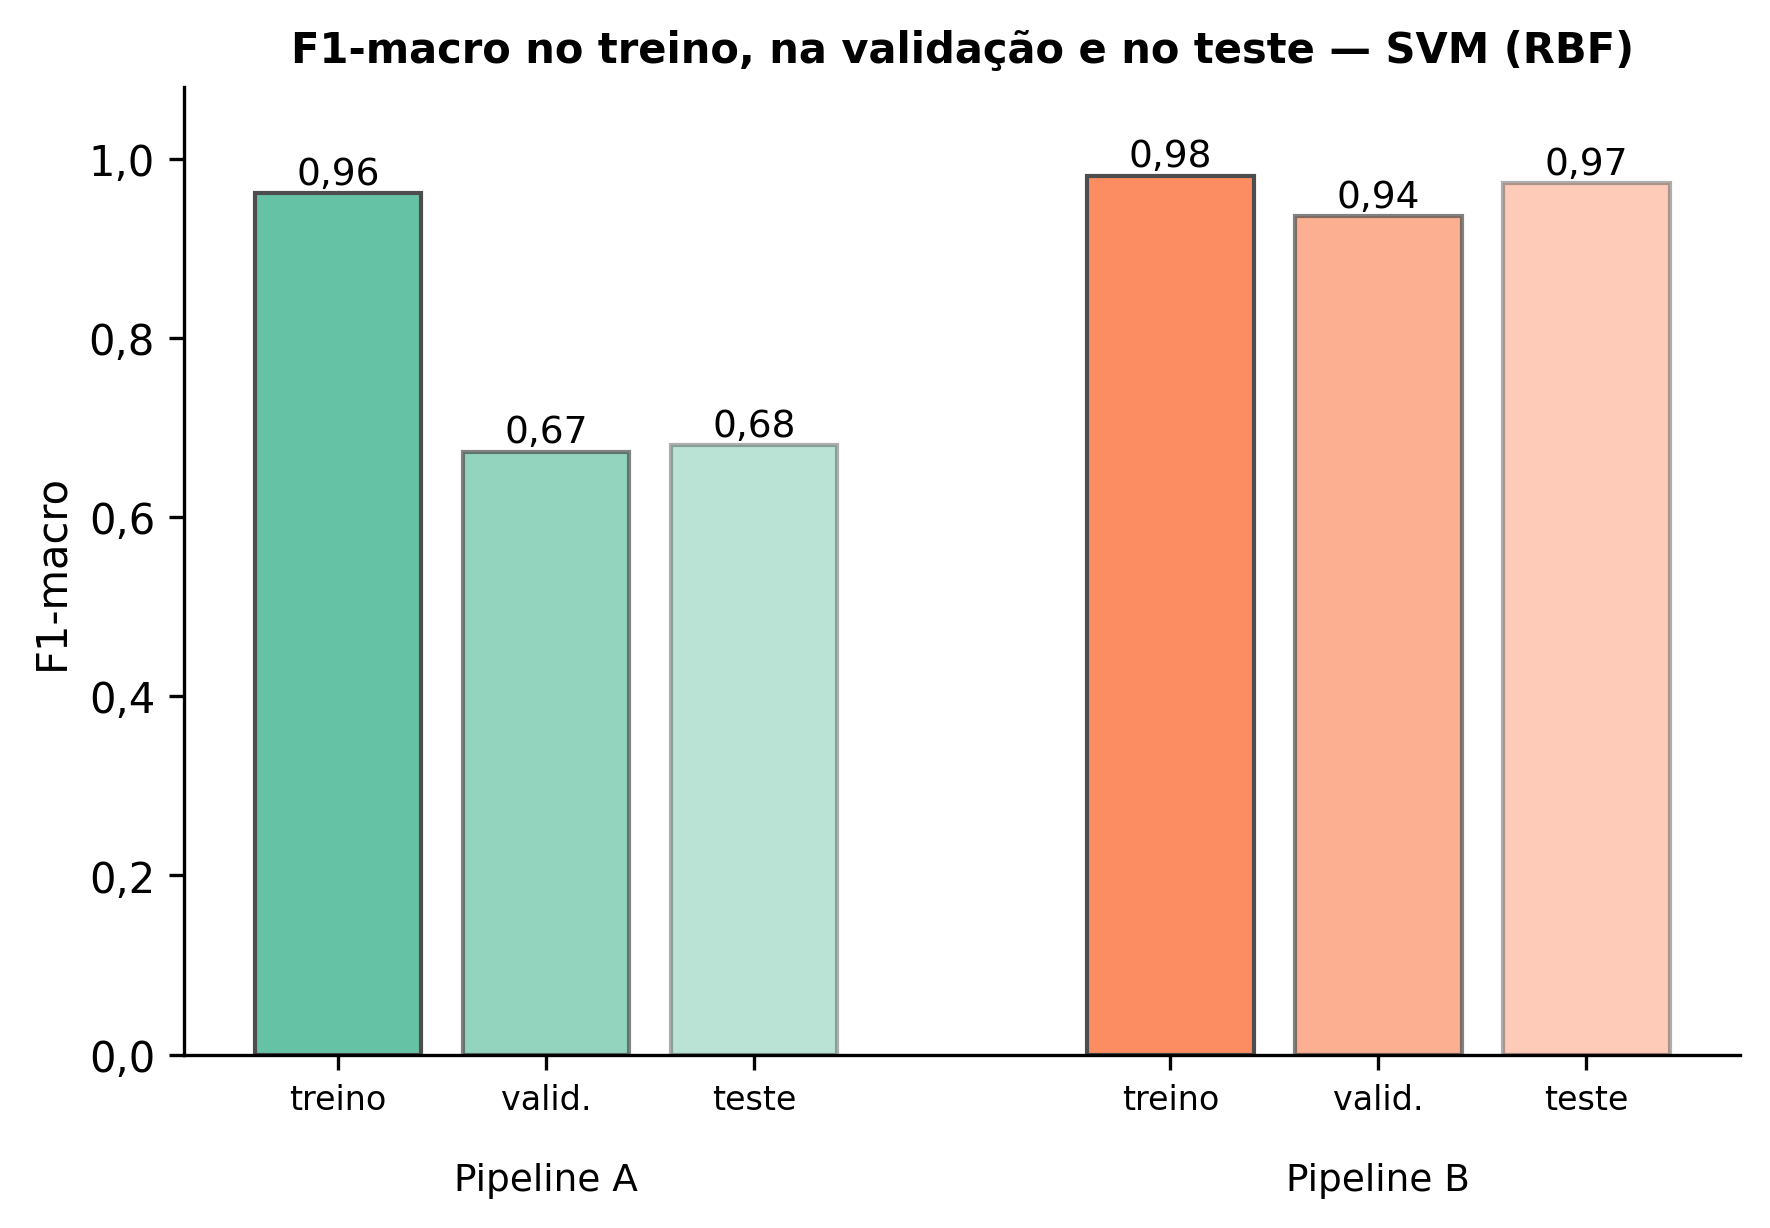 F1-macro no treino, na validação e no teste — SVM (RBF)
F1-macro
1,0
0,8
0,6
0,4
0,2
0,0
0,96
0,67
0,68
0,98
0,94
0,97
treino
valid.
teste
treino
valid.
teste
Pipeline A
Pipeline B